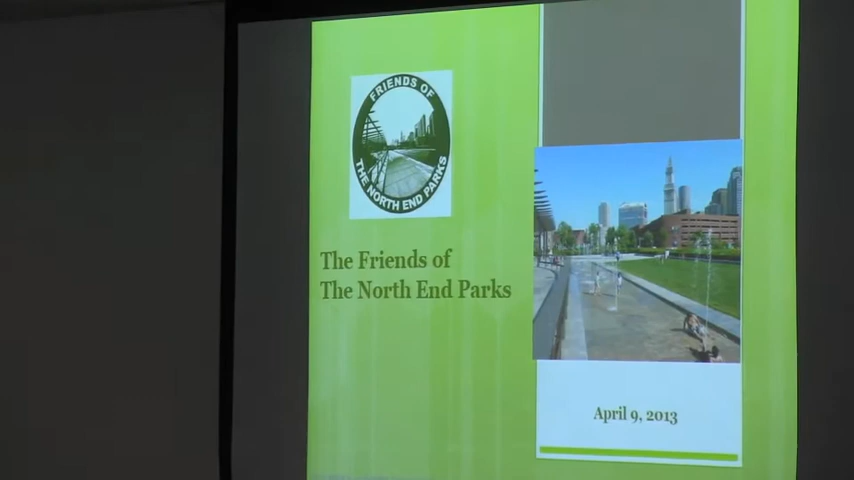 FRIENDS OF
THE NORTH END PARKS
The Friends of
The North End Parks
April 9, 2013